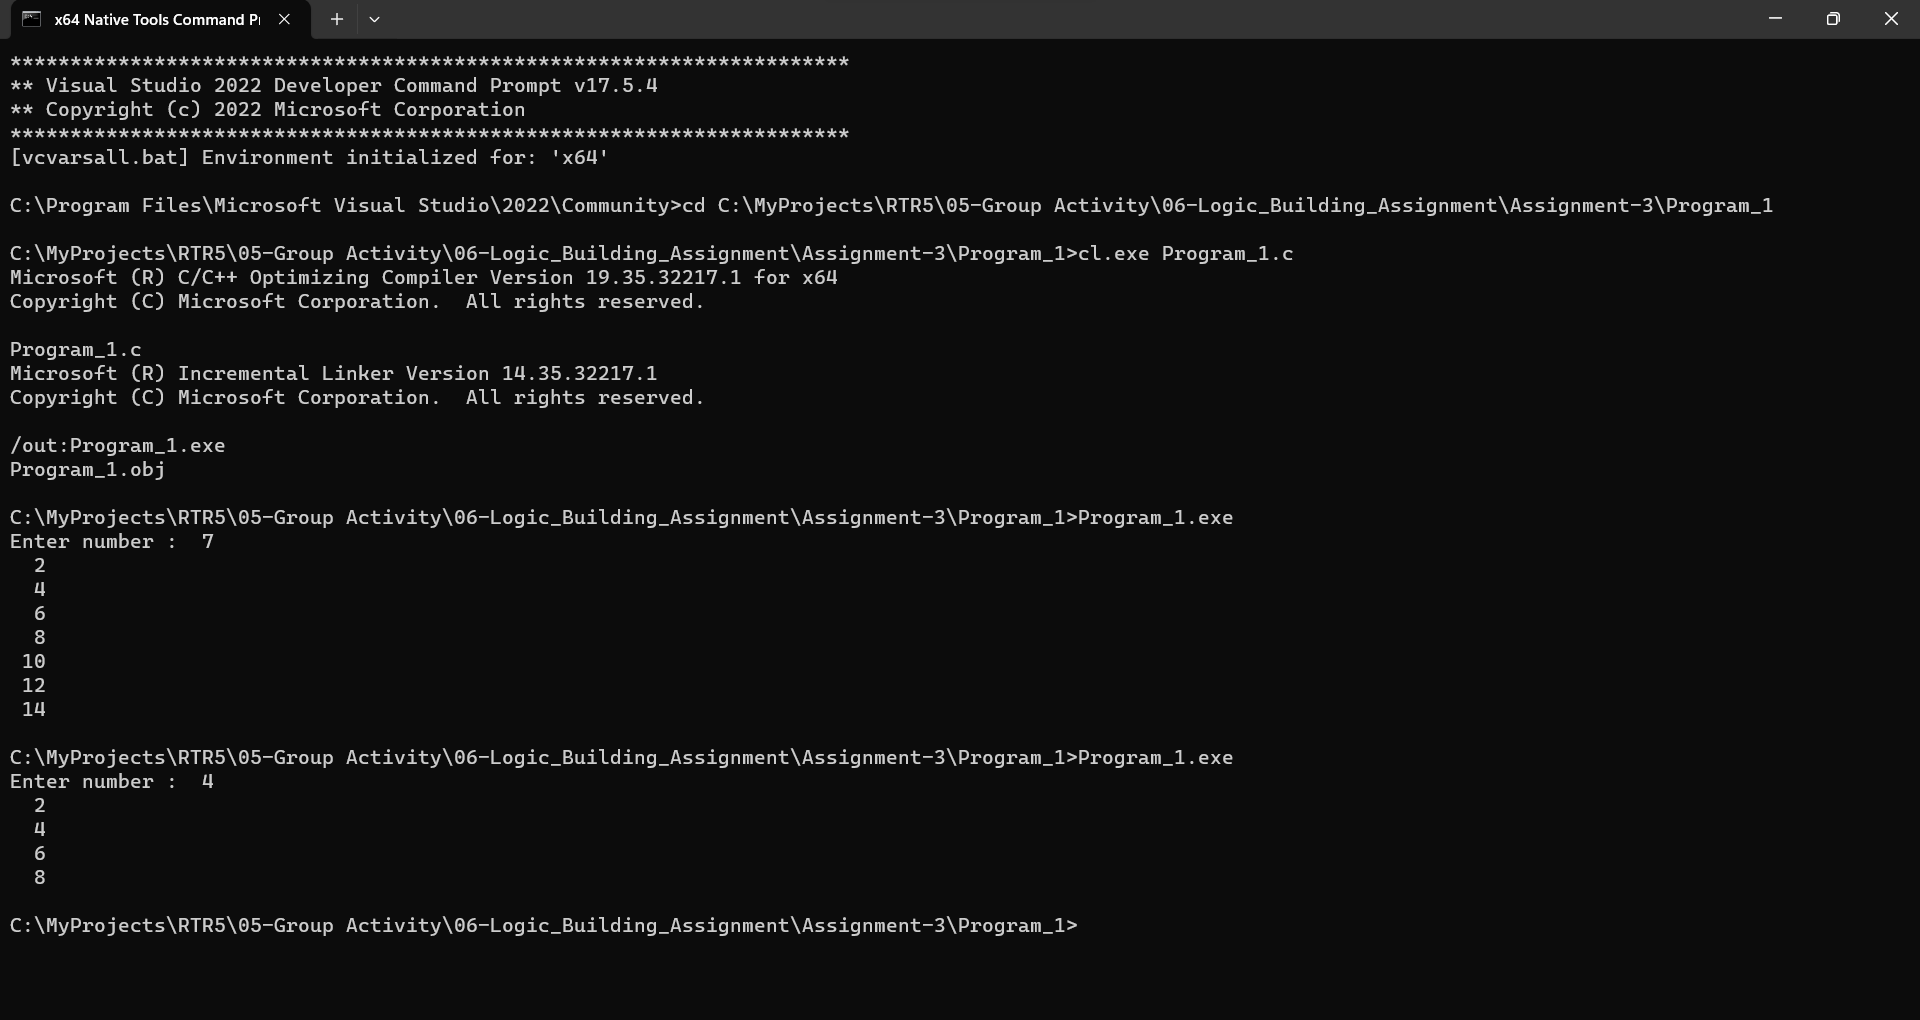 x64 Native Tools Command P
**********************************************************************
** Visual Studio 2022 Developer Command Prompt v17.5.4
** Copyright (c) 2022 Microsoft Corporation
**********************************************************************
[vcvarsall.bat] Environment initialized for: 'x64'
C:\Program Files\Microsoft Visual Studio\2022\Community>cd C:\MyProjects\RTR5\05-Group Activity\06-Logic_Building_Assignment\Assignment-3\Program_1
C:\MyProjects\RTR5\05-Group Activity\06-Logic_Building_Assignment\Assignment-3\Program_1>cl.exe Program_1.c
Microsoft (R) C/C++ Optimizing Compiler Version 19.35.32217.1 for x64
Copyright (C) Microsoft Corporation.  All rights reserved.
Program_1.c
Microsoft (R) Incremental Linker Version 14.35.32217.1
Copyright (C) Microsoft Corporation.  All rights reserved.
/out:Program_1.exe
Program_1.obj
C:\MyProjects\RTR5\05-Group Activity\06-Logic_Building_Assignment\Assignment-3\Program_1>Program_1.exe
Enter number :  7
2
4
6
8
10
12
14
C:\MyProjects\RTR5\05-Group Activity\06-Logic_Building_Assignment\Assignment-3\Program_1>Program_1.exe
Enter number :  4
2
4
6
8
C:\MyProjects\RTR5\05-Group Activity\06-Logic_Building_Assignment\Assignment-3\Program_1>